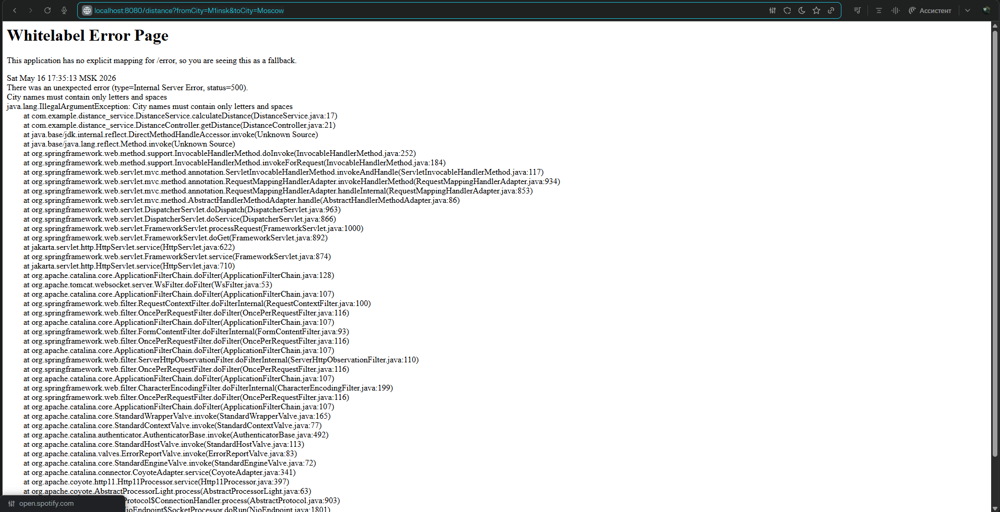 localhost:8080/distance?fromCity=M1insk&toCity=Moscow
Ассистент
Whitelabel Error Page
This application has no explicit mapping for /error, so you are seeing this as a fallback.
Sat May 16 17:35:13 MSK 2026
There was an unexpected error (type=Internal Server Error, status=500).
City names must contain only letters and spaces
java.lang.IllegalArgumentException: City names must contain only letters and spaces
at com.example.distance_service.DistanceService.calculateDistance(DistanceService.java:17)
at com.example.distance_service.DistanceController.getDistance(DistanceController.java:21)
at java.base/jdk.internal.reflect.DirectMethodHandleAccessor.invoke(Unknown Source)
at java.base/java.lang.reflect.Method.invoke(Unknown Source)
at org.springframework.web.method.support.InvocableHandlerMethod.doInvoke(InvocableHandlerMethod.java:252)
at org.springframework.web.method.support.InvocableHandlerMethod.invokeForRequest(InvocableHandlerMethod.java:184)
at org.springframework.web.servlet.mvc.method.annotation.ServletInvocableHandlerMethod.invokeAndHandle(ServletInvocableHandlerMethod.java:117)
at org.springframework.web.servlet.mvc.method.annotation.RequestMappingHandlerAdapter.invokeHandlerMethod(RequestMappingHandlerAdapter.java:934)
at org.springframework.web.servlet.mvc.method.annotation.RequestMappingHandlerAdapter.handleInternal(RequestMappingHandlerAdapter.java:853)
at org.springframework.web.servlet.mvc.method.AbstractHandlerMethodAdapter.handle(AbstractHandlerMethodAdapter.java:86)
at org.springframework.web.servlet.DispatcherServlet.doDispatch(DispatcherServlet.java:963)
at org.springframework.web.servlet.DispatcherServlet.doService(DispatcherServlet.java:866)
at org.springframework.web.servlet.FrameworkServlet.processRequest(FrameworkServlet.java:1000)
at org.springframework.web.servlet.FrameworkServlet.doGet(FrameworkServlet.java:892)
at jakarta.servlet.http.HttpServlet.service(HttpServlet.java:622)
at org.springframework.web.servlet.FrameworkServlet.service(FrameworkServlet.java:874)
at jakarta.servlet.http.HttpServlet.service(HttpServlet.java:710)
at org.apache.catalina.core.ApplicationFilterChain.doFilter(ApplicationFilterChain.java:128)
at org.apache.tomcat.websocket.server.WsFilter.doFilter(WsFilter.java:53)
at org.apache.catalina.core.ApplicationFilterChain.doFilter(ApplicationFilterChain.java:107)
at org.springframework.web.filter.RequestContextFilter.doFilterInternal(RequestContextFilter.java:100)
at org.springframework.web.filter.OncePerRequestFilter.doFilter(OncePerRequestFilter.java:116)
at org.apache.catalina.core.ApplicationFilterChain.doFilter(ApplicationFilterChain.java:107)
at org.springframework.web.filter.FormContentFilter.doFilterInternal(FormContentFilter.java:93)
at org.springframework.web.filter.OncePerRequestFilter.doFilter(OncePerRequestFilter.java:116)
at org.apache.catalina.core.ApplicationFilterChain.doFilter(ApplicationFilterChain.java:107)
at org.springframework.web.filter.ServerHttpObservationFilter.doFilterInternal(ServerHttpObservationFilter.java:110)
at org.springframework.web.filter.OncePerRequestFilter.doFilter(OncePerRequestFilter.java:116)
at org.apache.catalina.core.ApplicationFilterChain.doFilter(ApplicationFilterChain.java:107)
at org.springframework.web.filter.CharacterEncodingFilter.doFilterInternal(CharacterEncodingFilter.java:199)
at org.springframework.web.filter.OncePerRequestFilter.doFilter(OncePerRequestFilter.java:116)
at org.apache.catalina.core.ApplicationFilterChain.doFilter(ApplicationFilterChain.java:107)
at org.apache.catalina.core.StandardWrapperValve.invoke(StandardWrapperValve.java:165)
at org.apache.catalina.core.StandardContextValve.invoke(StandardContextValve.java:77)
at org.apache.catalina.authenticator.AuthenticatorBase.invoke(AuthenticatorBase.java:492)
at org.apache.catalina.core.StandardHostValve.invoke(StandardHostValve.java:113)
at org.apache.catalina.valves.ErrorReportValve.invoke(ErrorReportValve.java:83)
at org.apache.catalina.core.StandardEngineValve.invoke(StandardEngineValve.java:72)
at org.apache.catalina.connector.CoyoteAdapter.service(CoyoteAdapter.java:341)
at org.apache.coyote.http11.Http11Processor.service(Http11Processor.java:397)
at org.apache.coyote.AbstractProcessorLight.process(AbstractProcessorLight.java:63)
Protocol$ConnectionHandler.process(AbstractProtocol.java:903)
NioEndpoint$SocketProcessor.doRun(NioEndpoint.java:1801)
open.spotify.com